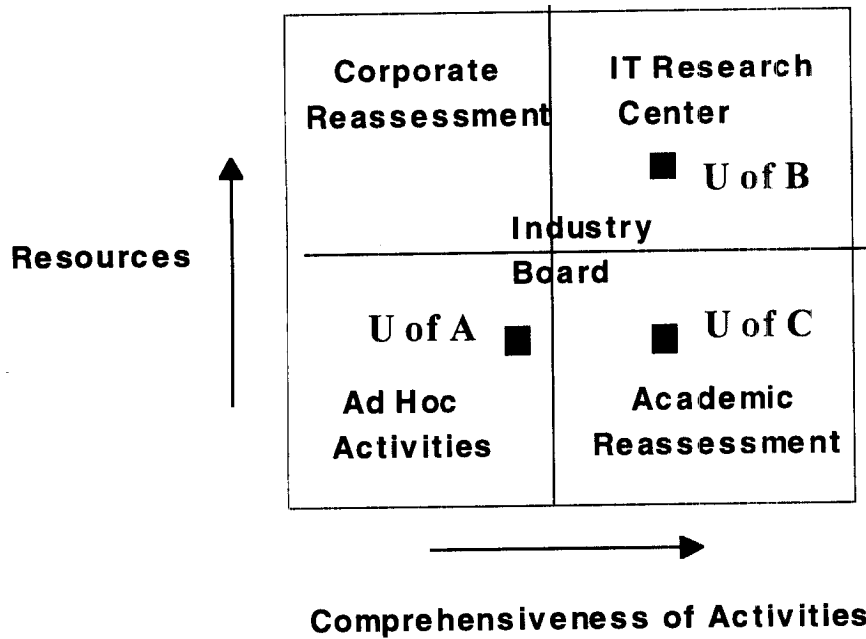 Corporate
Reassessment
IT Research
Center
U of B
Industry
Board
Resources
U of A
U of C
Ad Hoc
Activities
Academic
Reassessment
Comprehensiveness of Activities